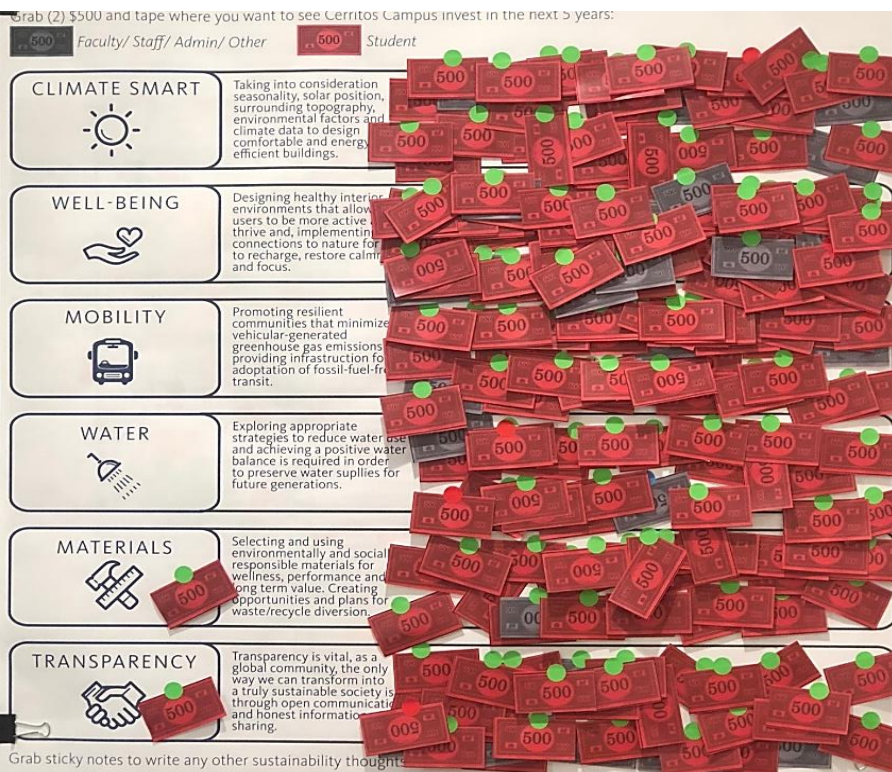 Grab (2) $500 and tape where you want to see Cerritos Campus invest in the next 5 years:
500 Faculty/ Staff/ Admin/ Other 500 Student
CLIMATE SMART
Taking into consideration
seasonality, solar position,
surrounding topography,
environmental factors and
climate data to design
comfortable and energy
efficient buildings.
WELL-BEING
Designing healthy interior
environments that allow
users to be more active
thrive and, implementing
connections to nature for
to recharge, restore calm
and focus.
MOBILITY
Promoting resilient
communities that minimize
vehicular-generated
greenhouse gas emissions
providing infrastruction fo
adoptation of fossil-fuel-fr
transit.
WATER
Exploring appropriate
strategies to reduce water use
and achieving a positive water
balance is required in order
to preserve water supllies for
future generations.
MATERIALS
Selecting and using
environmentally and social
responsible materials for
wellness, performance and
long term value. Creating
opportunities and plans for
waste/recycle diversion.
500
TRANSPARENCY
Transparency is vital, as a
global community, the only
way we can transform into
a truly sustainable society is
through open communicatio
and honest information
sharing.
500
Grab sticky notes to write any other sustainability thoughts